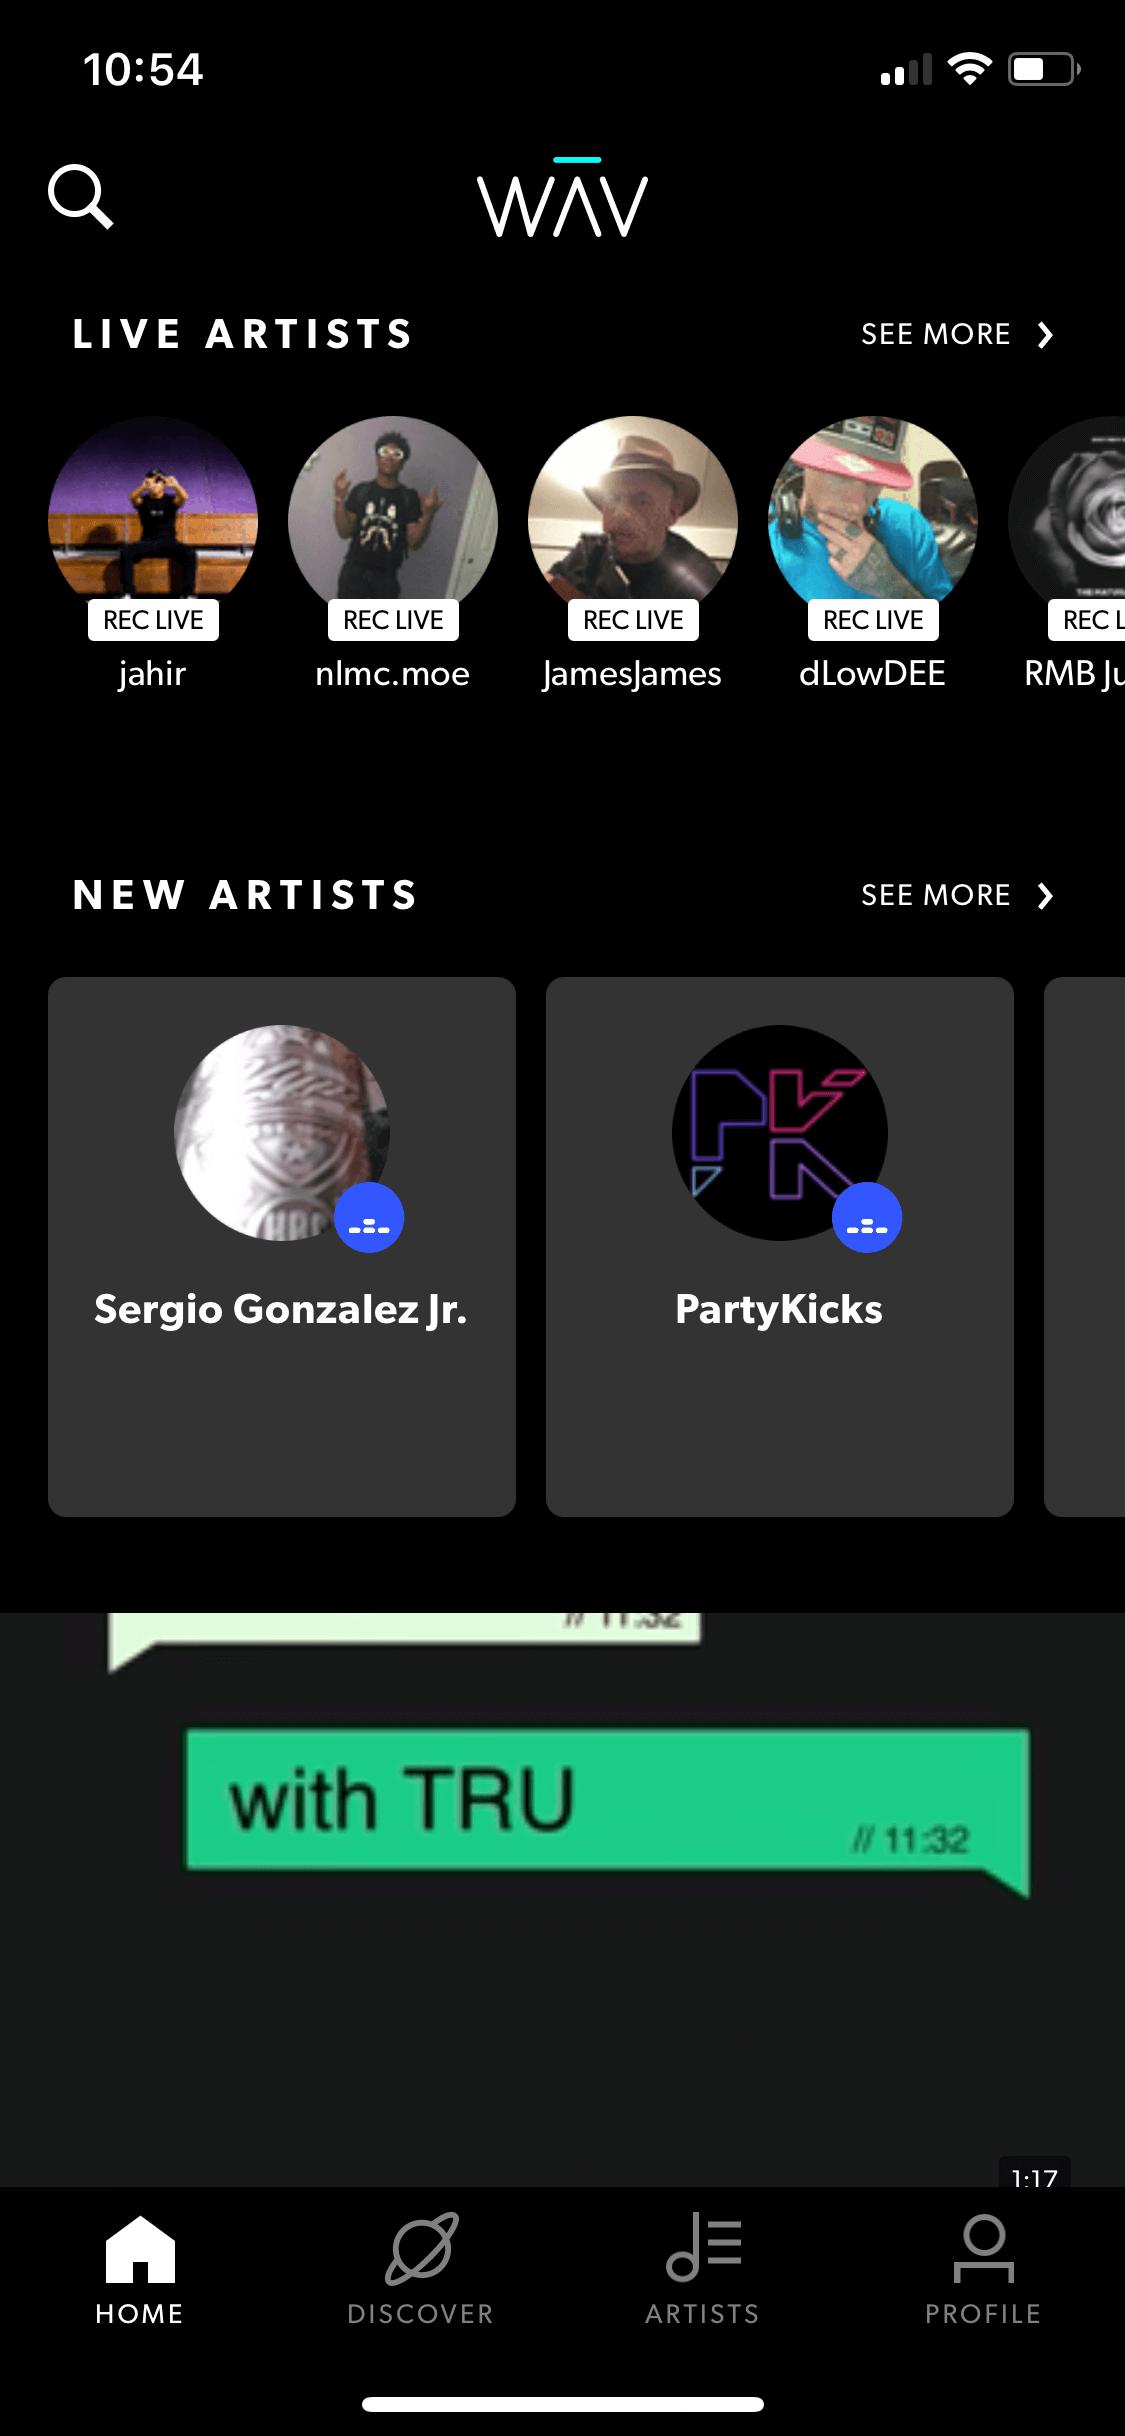 10:54
WAV
LIVE ARTISTS
SEE MORE
REC LIVE
REC LIVE
REC LIVE
REC LIVE
REC L
jahir
nlmc.moe
JamesJames
dLowDEE
RMB Ju
NEW ARTISTS
SEE MORE
Sergio Gonzalez Jr.
PartyKicks
// 11:32
with TRU
// 11:32
1:17
HOME
DISCOVER
ARTISTS
PROFILE